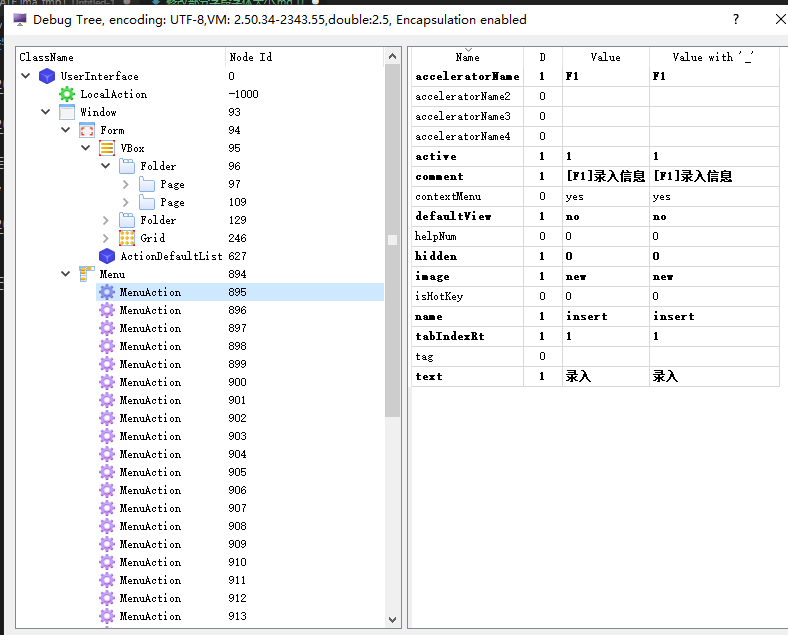 Debug Tree, encoding: UTF-8,VM: 2.50.34-2343.55,double:2.5, Encapsulation enabled
ClassName Node Id
UserInterface 0
LocalAction -1000
Window 93
Form 94
VBox 95
Folder 96
Page 97
Page 109
Folder 129
Grid 246
ActionDefaultList 627
Menu 894
MenuAction 895
MenuAction 896
MenuAction 897
MenuAction 898
MenuAction 899
MenuAction 900
MenuAction 901
MenuAction 902
MenuAction 903
MenuAction 904
MenuAction 905
MenuAction 906
MenuAction 907
MenuAction 908
MenuAction 909
MenuAction 910
MenuAction 911
MenuAction 912
MenuAction 913
Name D Value Value with '_'
acceleratorName 1 F1 F1
acceleratorName2 0
acceleratorName3 0
acceleratorName4 0
active 1 1 1
comment 1 [F1]录入信息 [F1]录入信息
contextMenu 0 yes yes
defaultView 1 no no
helpNum 0 0 0
hidden 1 0 0
image 1 new new
isHotKey 0 0 0
name 1 insert insert
tabIndexRt 1 1 1
tag 0
text 1 录入 录入